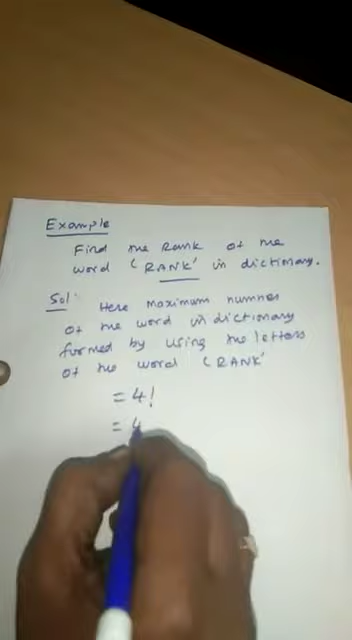 Example
Find the Rank of the
word 'RANK' in dictionary.
Sol:
Here maximum number
of the word in dictionary
formed by using the letters
of the word 'RANK'
= 4!
= 4